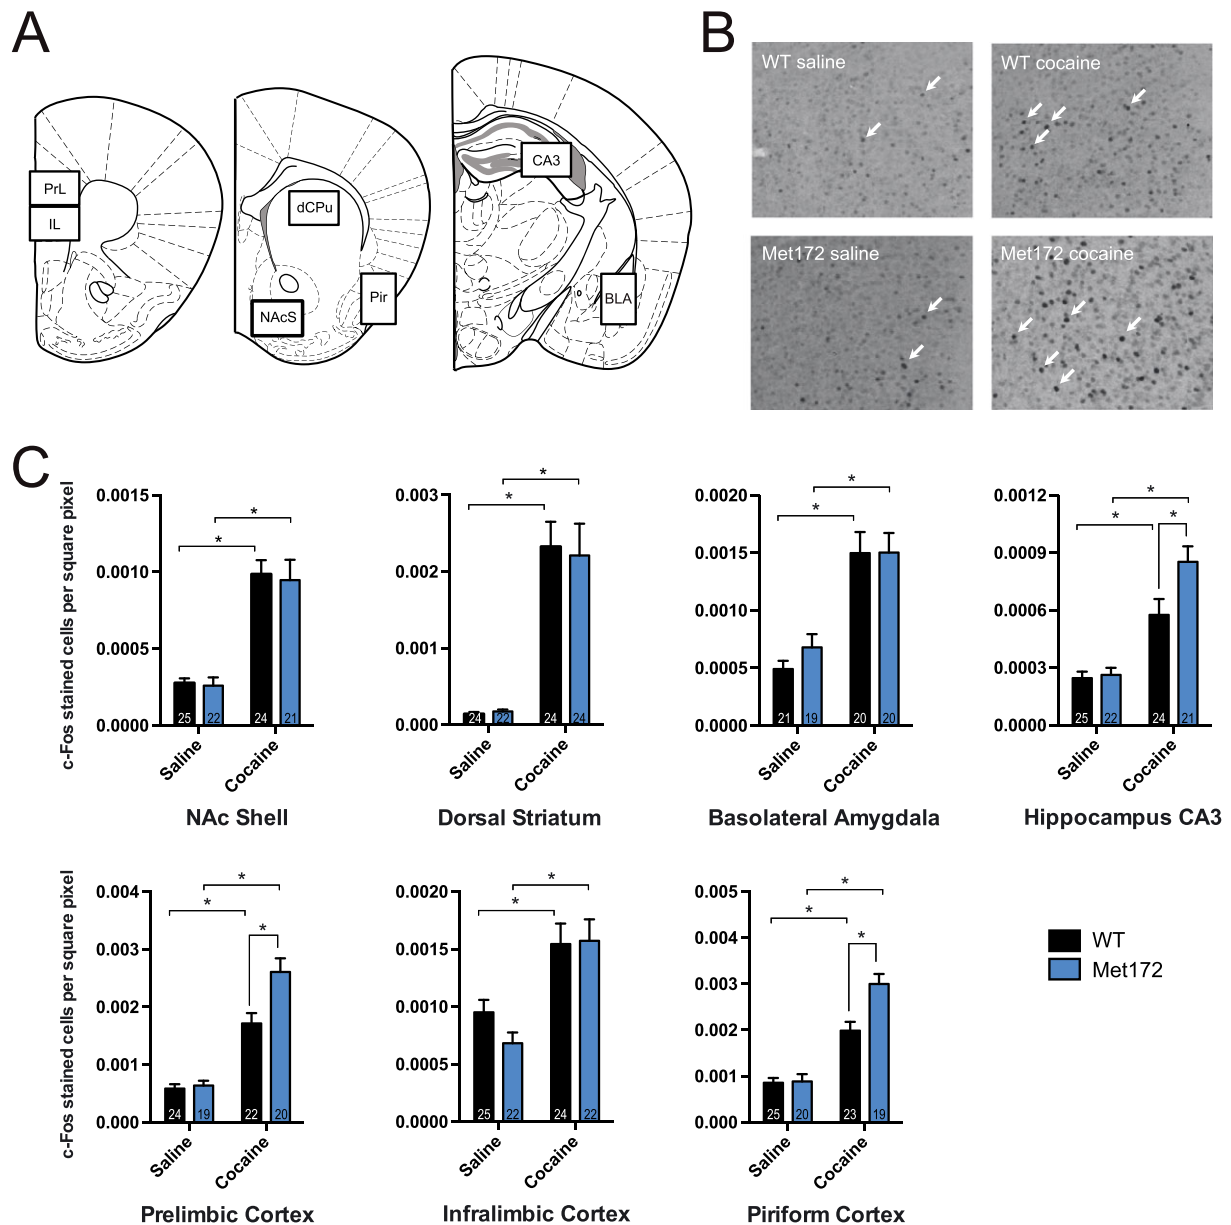 A
B
PrL
IL
dCPu
NAcS
Pir
CA3
BLA
WT saline
WT cocaine
Met172 saline
Met172 cocaine
C
c-Fos stained cells per square pixel
0.0015
0.0010
0.0005
0.0000
* *
25 22 24 21
Saline Cocaine
NAc Shell
0.003
0.002
0.001
0.000
* *
24 22 24 24
Saline Cocaine
Dorsal Striatum
0.0020
0.0015
0.0010
0.0005
0.0000
* *
21 19 20 20
Saline Cocaine
Basolateral Amygdala
0.0012
0.0009
0.0006
0.0003
0.0000
* * *
25 22 24 21
Saline Cocaine
Hippocampus CA3
c-Fos stained cells per square pixel
0.004
0.003
0.002
0.001
0.000
* * *
24 19 22 20
Saline Cocaine
Prelimbic Cortex
0.0020
0.0015
0.0010
0.0005
0.0000
* *
25 22 24 22
Saline Cocaine
Infralimbic Cortex
0.005
0.004
0.003
0.002
0.001
0.000
* * *
25 20 23 19
Saline Cocaine
Piriform Cortex
WT
Met172